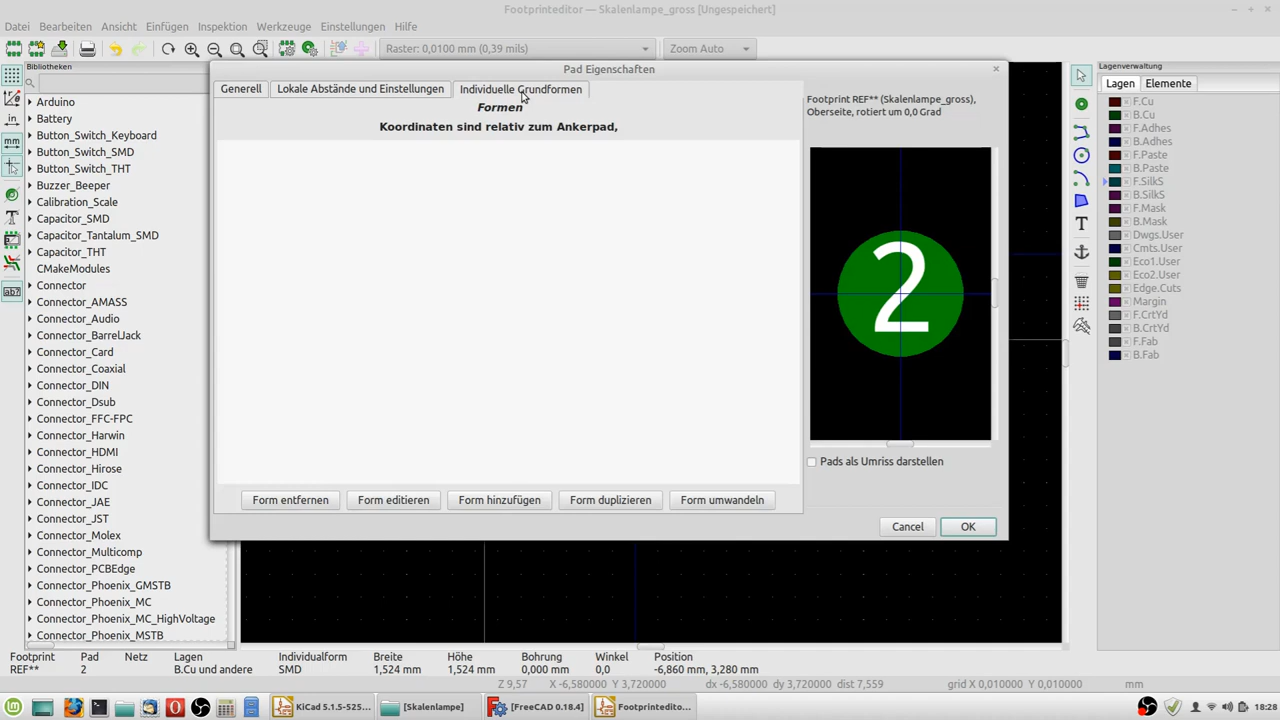 Footprinteditor — Skalenlampe_gross [Ungespeichert]
Datei Bearbeiten Ansicht Einfügen Inspektion Werkzeuge Einstellungen Hilfe
Raster: 0,0100 mm (0,39 mils) Zoom Auto
Bibliotheken
Arduino
Battery
Button_Switch_Keyboard
Button_Switch_SMD
Button_Switch_THT
Buzzer_Beeper
Calibration_Scale
Capacitor_SMD
Capacitor_Tantalum_SMD
Capacitor_THT
CMakeModules
Connector
Connector_AMASS
Connector_Audio
Connector_BarrelJack
Connector_Card
Connector_Coaxial
Connector_DIN
Connector_Dsub
Connector_FFC-FPC
Connector_Harwin
Connector_HDMI
Connector_Hirose
Connector_IDC
Connector_JAE
Connector_JST
Connector_Molex
Connector_Multicomp
Connector_PCBEdge
Connector_Phoenix_GMSTB
Connector_Phoenix_MC
Connector_Phoenix_MC_HighVoltage
Connector_Phoenix_MSTB
in
mm
ab?
Pad Eigenschaften
Generell Lokale Abstände und Einstellungen Individuelle Grundformen
Formen
Koordinaten sind relativ zum Ankerpad,
Form entfernen Form editieren Form hinzufügen Form duplizieren Form umwandeln
Footprint REF** (Skalenlampe_gross),
Oberseite, rotiert um 0,0 Grad
2
Pads als Umriss darstellen
Cancel OK
Lagenverwaltung
Lagen Elemente
F.Cu
B.Cu
F.Adhes
B.Adhes
F.Paste
B.Paste
F.SilkS
B.SilkS
F.Mask
B.Mask
Dwgs.User
Cmts.User
Eco1.User
Eco2.User
Edge.Cuts
Margin
F.CrtYd
B.CrtYd
F.Fab
B.Fab
Footprint Pad Netz Lagen Individualform Breite Höhe Bohrung Winkel Position
REF** 2 B.Cu und andere SMD 1,524 mm 1,524 mm 0,000 mm 0,0 -6,860 mm, 3,280 mm
Z 9,57 X -6,580000 Y 3,720000 dx -6,580000 dy 3,720000 dist 7,559 grid X 0,010000 Y 0,010000 mm
KiCad 5.1.5-525... [Skalenlampe] [FreeCAD 0.18.4] Footprintedito... 18:28